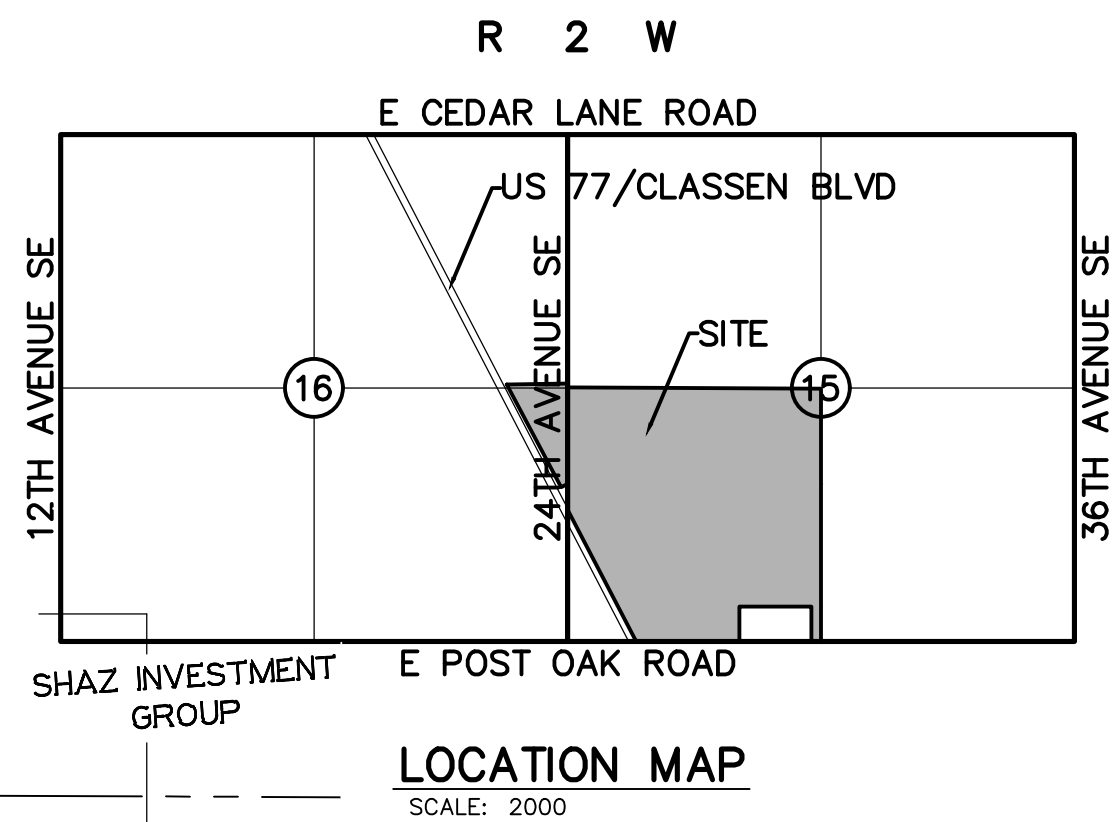 R 2 W
E CEDAR LANE ROAD
US 77/CLASSEN BLVD
12TH AVENUE SE
24TH AVENUE SE
36TH AVENUE SE
SITE
16
15
E POST OAK ROAD
SHAZ INVESTMENT
GROUP
LOCATION MAP
SCALE: 2000